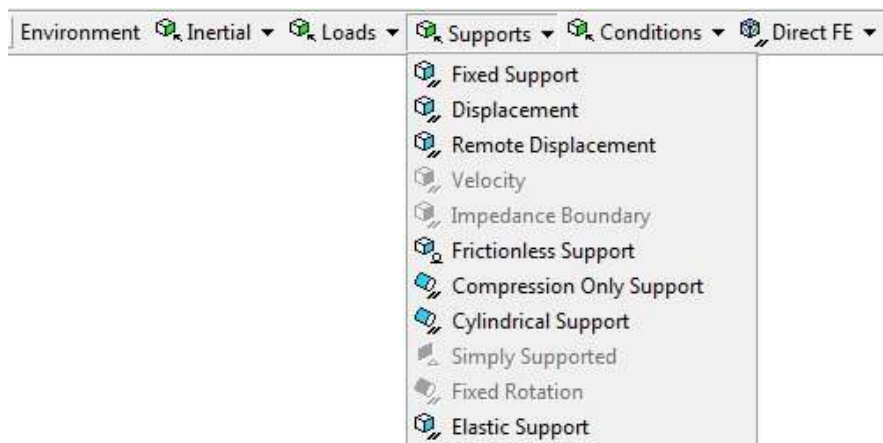 Environment Inertial Loads Supports Conditions Direct FE
Fixed Support
Displacement
Remote Displacement
Velocity
Impedance Boundary
Frictionless Support
Compression Only Support
Cylindrical Support
Simply Supported
Fixed Rotation
Elastic Support